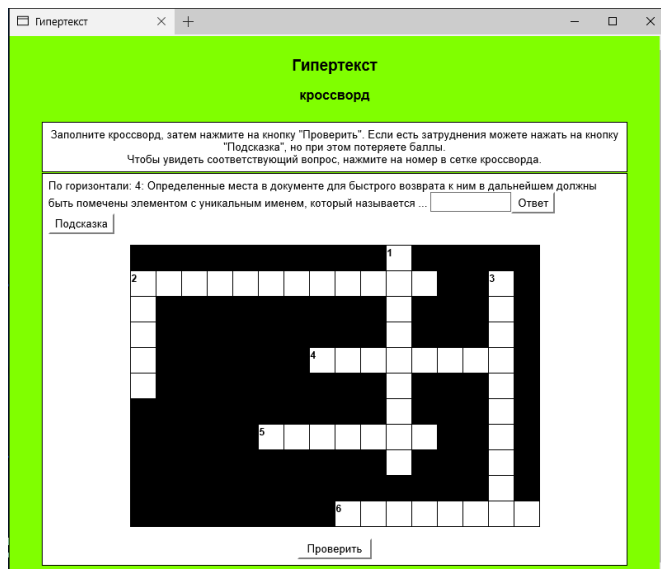 Гипертекст
Гипертекст
кроссворд
Заполните кроссворд, затем нажмите на кнопку "Проверить". Если есть затруднения можете нажать на кнопку
"Подсказка", но при этом потеряете баллы.
Чтобы увидеть соответствующий вопрос, нажмите на номер в сетке кроссворда.
По горизонтали: 4: Определенные места в документе для быстрого возврата к ним в дальнейшем должны
быть помечены элементом с уникальным именем, который называется ... Ответ
Подсказка
1
2 3
4
5
6
Проверить